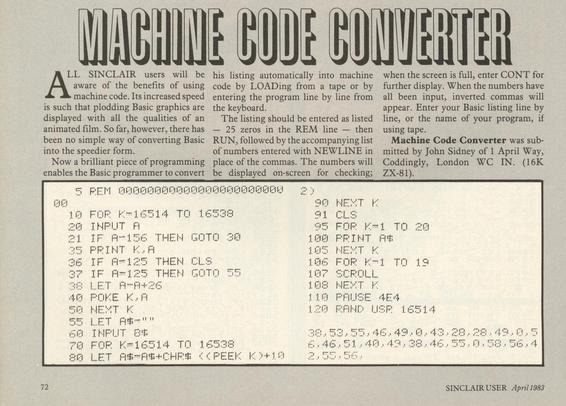 MACHINE CODE CONVERTER
ALL SINCLAIR users will be
aware of the benefits of using
machine code. Its increased speed
is such that plodding Basic graphics are
displayed with all the qualities of an
animated film. So far, however, there has
been no simple way of converting Basic
into the speedier form.
Now a brilliant piece of programming
enables the Basic programmer to convert
his listing automatically into machine
code by LOADing from a tape or by
entering the program line by line from
the keyboard.
The listing should be entered as listed
— 25 zeros in the REM line — then
RUN, followed by the accompanying list
of numbers entered with NEWLINE in
place of the commas. The numbers will
be displayed on-screen for checking;
when the screen is full, enter CONT for
further display. When the numbers have
all been input, inverted commas will
appear. Enter your Basic listing line by
line, or the name of your program, if
using tape.
Machine Code Converter was sub-
mitted by John Sidney of 1 April Way,
Coddingly, London WC IN. (16K
ZX-81).
5 REM 00000000000000000000000
00
10 FOR K=16514 TO 16538
20 INPUT A
21 IF A=156 THEN GOTO 30
35 PRINT K,A
36 IF A=125 THEN CLS
37 IF A=125 THEN GOTO 55
38 LET A=A+26
40 POKE K,A
50 NEXT K
55 LET A$=""
60 INPUT B$
70 FOR K=16514 TO 16538
80 LET A$=A$+CHR$ ((PEEK K)+10
2)
90 NEXT K
91 CLS
95 FOR K=1 TO 20
100 PRINT A$
105 NEXT K
106 FOR K=1 TO 19
107 SCROLL
108 NEXT K
110 PAUSE 4E4
120 RAND USR 16514
38,53,55,46,49,0,43,28,28,49,0,5
6,46,51,40,49,38,46,55,0,58,56,4
2,55,56,
72
SINCLAIR USER April 1983